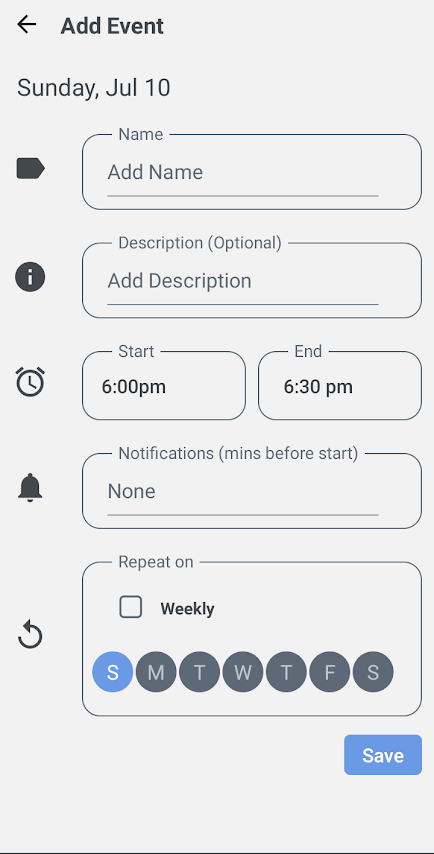 Add Event
Sunday, Jul 10
Name
Add Name
Description (Optional)
Add Description
Start End
6:00pm 6:30 pm
Notifications (mins before start)
None
Repeat on
Weekly
S M T W T F S
Save